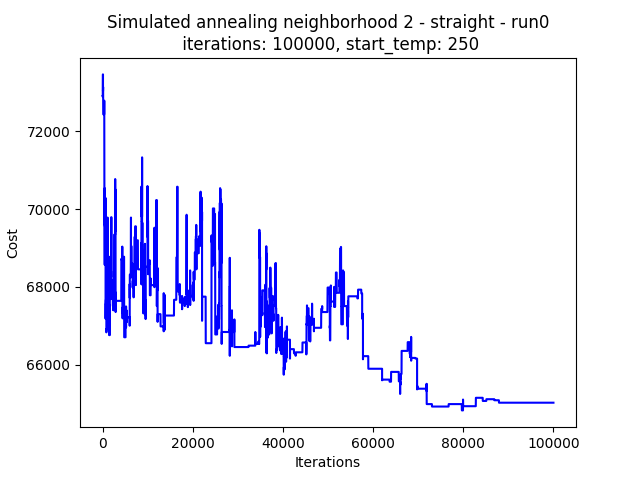 Simulated annealing neighborhood 2 - straight - run0
iterations: 100000, start_temp: 250
72000
70000
68000
66000
Cost
0
20000
40000
60000
80000
100000
Iterations